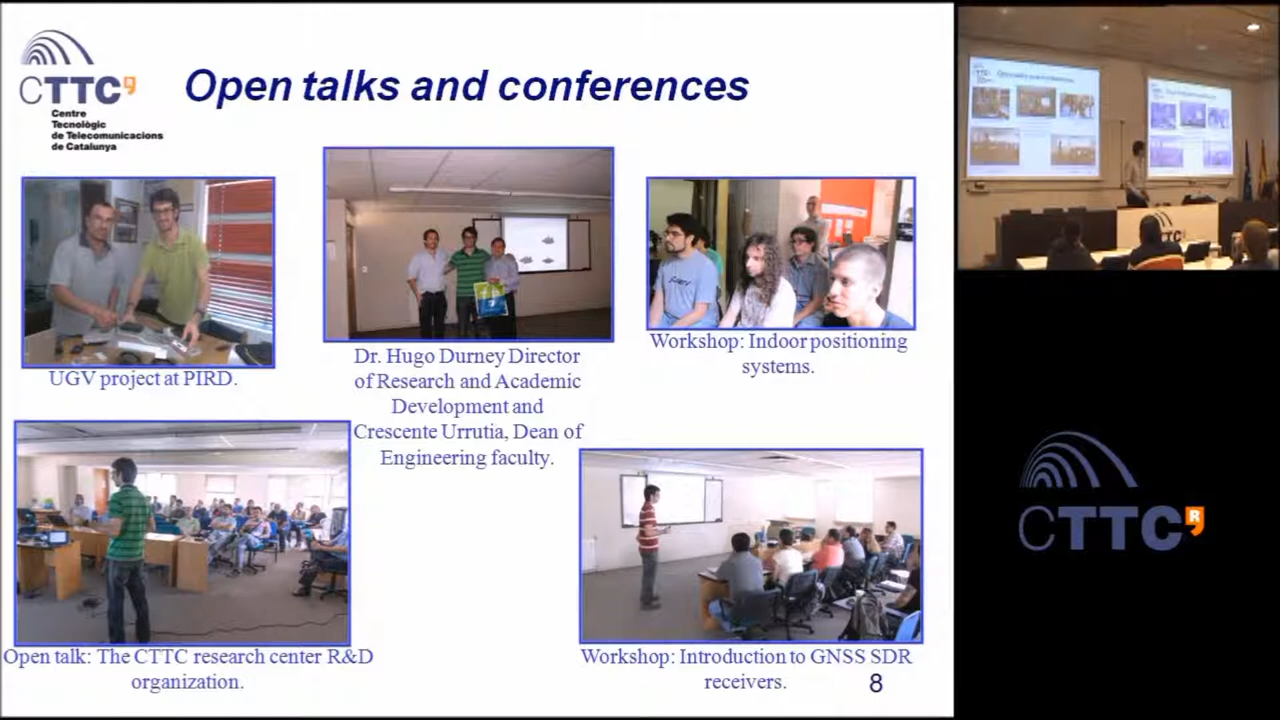 CTTC
Centre
Tecnològic
de Telecomunicacions
de Catalunya
Open talks and conferences
UGV project at PIRD.
Dr. Hugo Durney Director
of Research and Academic
Development and
Crescente Urrutia, Dean of
Engineering faculty.
Workshop: Indoor positioning
systems.
Open talk: The CTTC research center R&D
organization.
Workshop: Introduction to GNSS SDR
receivers.
8
CTTC
R